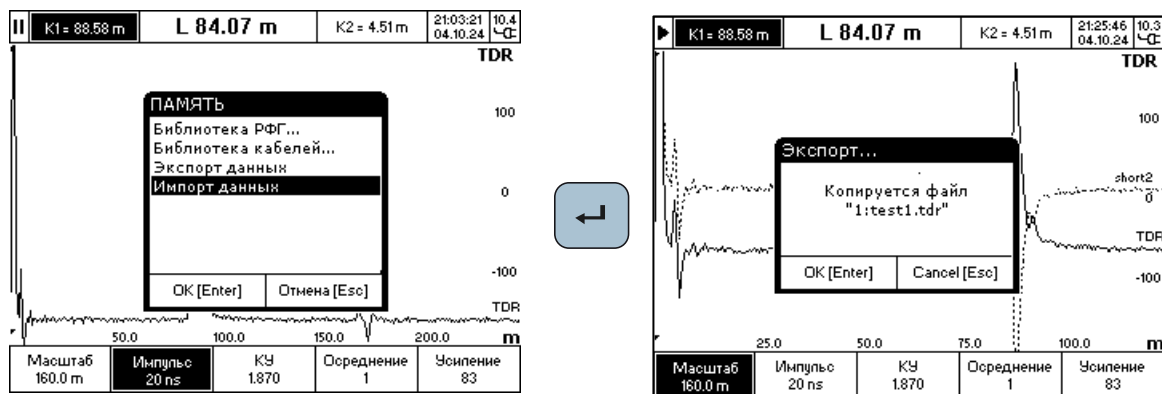 K1 = 88.58 m
L 84.07 m
K2 = 4.51 m
21:03:21
04.10.24
10.4
TDR
100
0
-100
TDR
ПАМЯТЬ
Библиотека РФГ...
Библиотека кабелей...
Экспорт данных
Импорт данных
OK [Enter]
Отмена [Esc]
50.0
100.0
150.0
200.0
m
Масштаб
160.0 m
Импульс
20 ns
КУ
1.870
Осреднение
1
Усиление
83
K1 = 88.58 m
L 84.07 m
K2 = 4.51 m
21:25:46
04.10.24
10.3
TDR
100
short2
0
TDR
-100
Экспорт...
Копируется файл
"1:test1.tdr"
OK [Enter]
Cancel [Esc]
25.0
50.0
75.0
100.0
m
Масштаб
160.0 m
Импульс
20 ns
КУ
1.870
Осреднение
1
Усиление
83